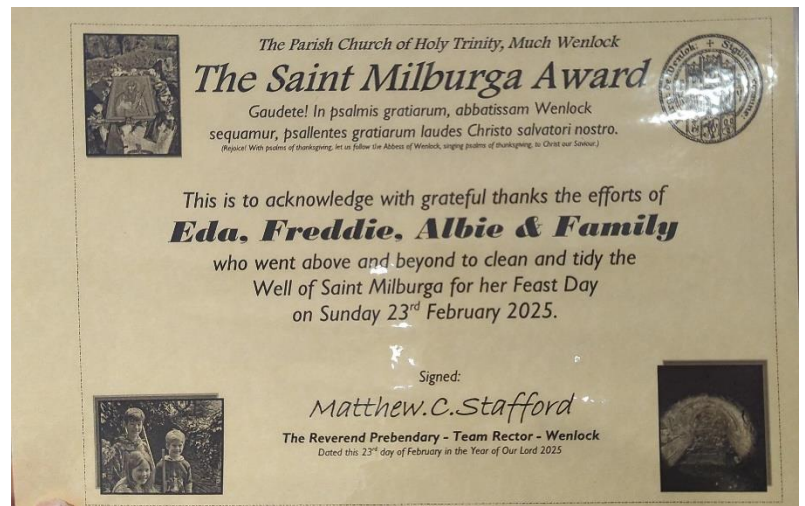 The Parish Church of Holy Trinity, Much Wenlock
The Saint Milburga Award
Gaudete! In psalmis gratiarum, abbatissam Wenlock
sequamur, psallentes gratiarum laudes Christo salvatori nostro.
(Rejoice! With psalms of thanksgiving, let us follow the Abbess of Wenlock, singing psalms of thanksgiving, to Christ our Saviour.)
This is to acknowledge with grateful thanks the efforts of
Eda, Freddie, Albie & Family
who went above and beyond to clean and tidy the
Well of Saint Milburga for her Feast Day
on Sunday 23rd February 2025.
Signed:
Matthew.C.Stafford
The Reverend Prebendary - Team Rector - Wenlock
Dated this 23rd day of February in the Year of Our Lord 2025